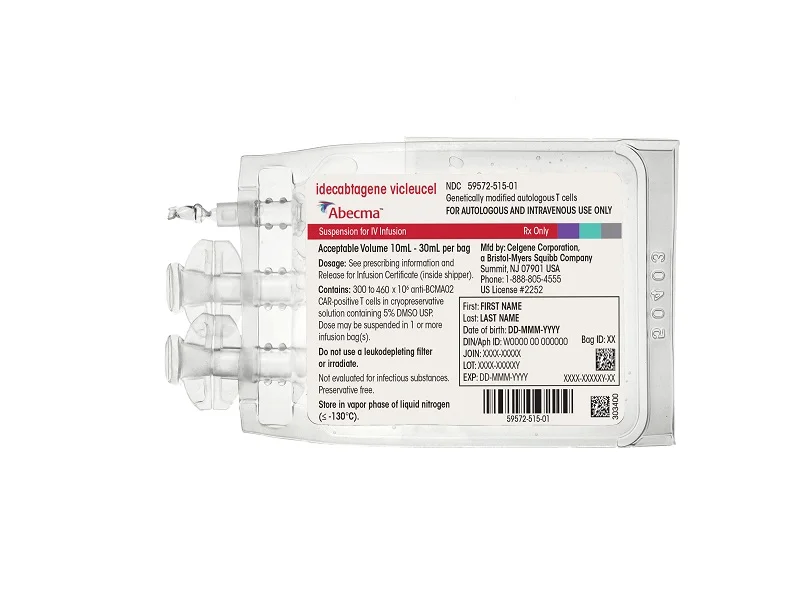 idecabtagene vicleucel
Abecma™
NDC 59572-515-01
Genetically modified autologous T cells
FOR AUTOLOGOUS AND INTRAVENOUS USE ONLY
Suspension for IV Infusion
Rx Only
Acceptable Volume 10mL - 30mL per bag
Dosage: See prescribing information and
Release for Infusion Certificate (inside shipper).
Contains: 300 to 460 x 10⁶ anti-BCMA02
CAR-positive T cells in cryopreservative
solution containing 5% DMSO USP.
Dose may be suspended in 1 or more
infusion bag(s).
Do not use a leukodepleting filter
or irradiate.
Not evaluated for infectious substances.
Preservative free.
Store in vapor phase of liquid nitrogen
(≤ -130°C).
Mfd by: Celgene Corporation,
a Bristol-Myers Squibb Company
Summit, NJ 07901 USA
Phone: 1-888-805-4555
US License #2252
First: FIRST NAME
Last: LAST NAME
Date of birth: DD-MMM-YYYY
DIN/Aph ID: W0000 00 000000
Bag ID: XX
JOIN: XXXX-XXXXX
LOT: XXXX-XXXXXY
EXP: DD-MMM-YYYY
XXXX-XXXXXY-XX
59572-515-01
303400
20403